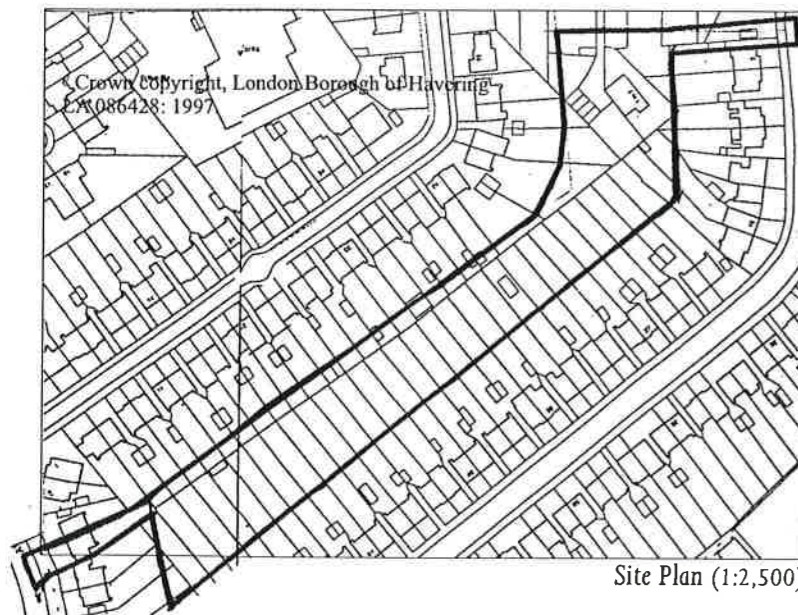 Crown copyright, London Borough of Havering
LA 086428: 1997
Site Plan (1:2,500)